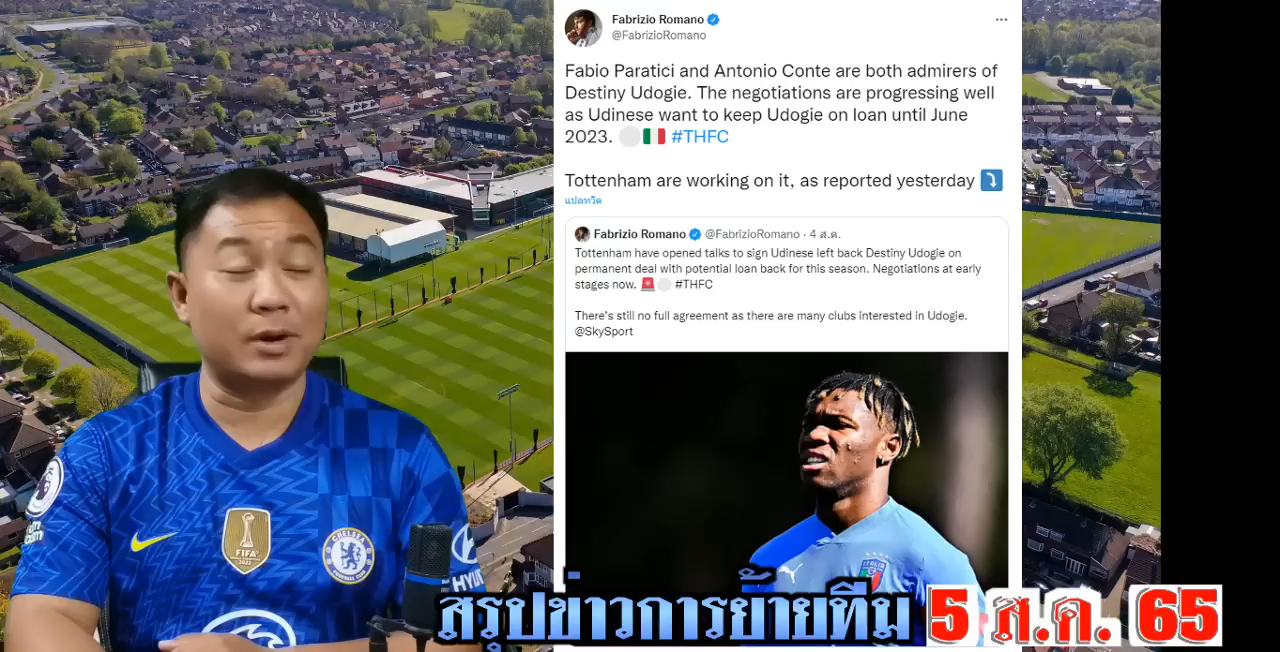 Fabrizio Romano
@FabrizioRomano
Fabio Paratici and Antonio Conte are both admirers of
Destiny Udogie. The negotiations are progressing well
as Udinese want to keep Udogie on loan until June
2023. ⚪🇮🇹 #THFC
Tottenham are working on it, as reported yesterday ⤵️
แปลทวีต
Fabrizio Romano @FabrizioRomano · 4 ส.ค.
Tottenham have opened talks to sign Udinese left back Destiny Udogie on
permanent deal with potential loan back for this season. Negotiations at early
stages now. 🚨⚪ #THFC
There's still no full agreement as there are many clubs interested in Udogie.
@SkySport
ITALIA
FIFA
2021
CHELSEA
FOOTBALL CLUB
HYU
สรุปข่าวการย้ายทีม 5 ส.ค. 65